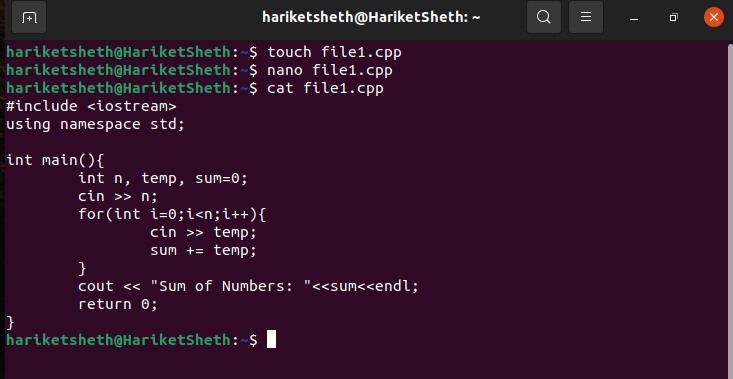 hariketsheth@HariketSheth: ~
hariketsheth@HariketSheth:~$ touch file1.cpp
hariketsheth@HariketSheth:~$ nano file1.cpp
hariketsheth@HariketSheth:~$ cat file1.cpp
#include <iostream>
using namespace std;

int main(){
        int n, temp, sum=0;
        cin >> n;
        for(int i=0;i<n;i++){
                cin >> temp;
                sum += temp;
        }
        cout << "Sum of Numbers: "<<sum<<endl;
        return 0;
}
hariketsheth@HariketSheth:~$